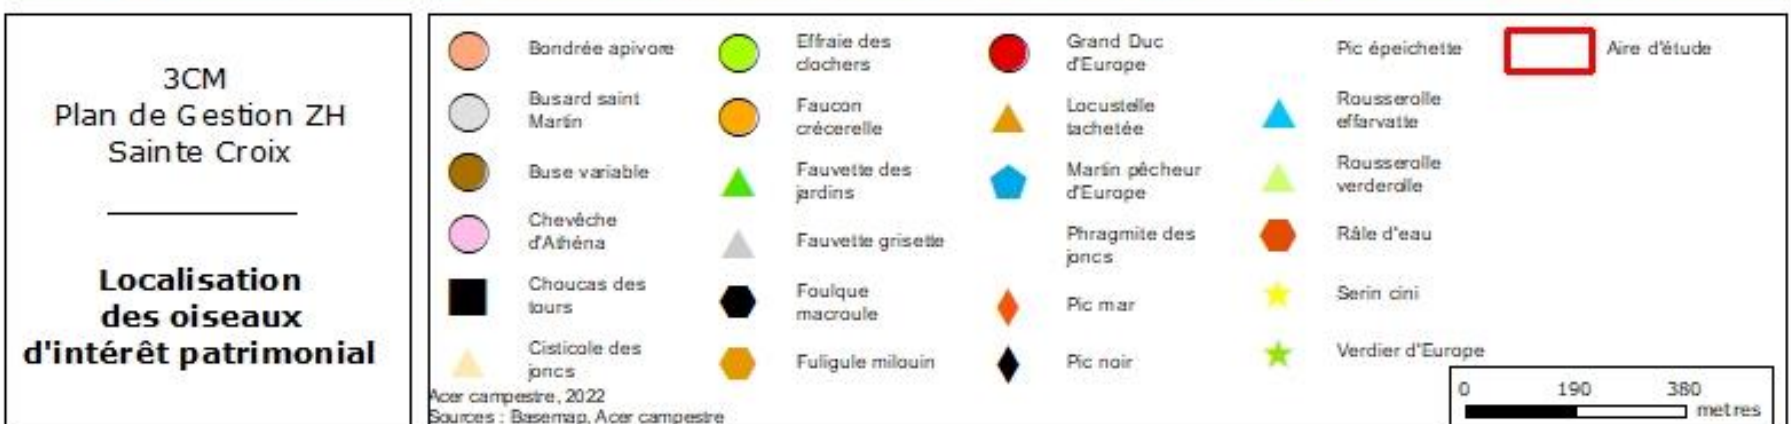 3CM
Plan de Gestion ZH
Sainte Croix
Localisation
des oiseaux
d'intérêt patrimonial
Bondrée apivore
Busard saint
Martin
Buse variable
Chevêche
d'Athéna
Choucas des
tours
Cisticole des
joncs
Effraie des
clochers
Faucon
crécerelle
Fauvette des
jardins
Fauvette grisette
Foulque
macroule
Fuligule milouin
Grand Duc
d'Europe
Locustelle
tachetée
Martin pêcheur
d'Europe
Phragmite des
joncs
Pic mar
Pic noir
Pic épeichette
Rousserolle
effarvatte
Rousserolle
verderolle
Râle d'eau
Serin cini
Verdier d'Europe
Aire d'étude
Acer campestre, 2022
Sources : Basemap, Acer campestre
0 190 380
metres